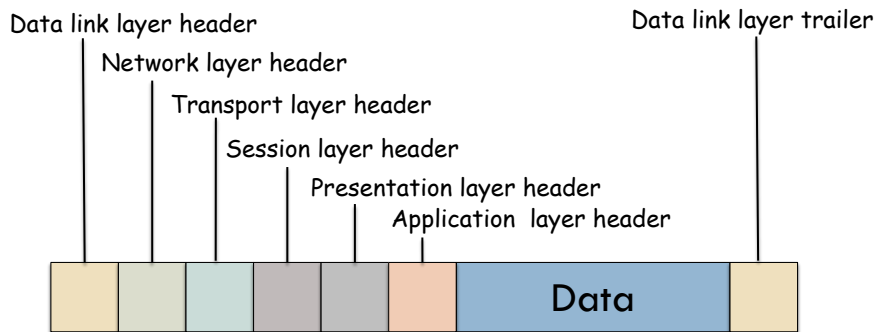 Data link layer header
Data link layer trailer
Network layer header
Transport layer header
Session layer header
Presentation layer header
Application layer header
Data